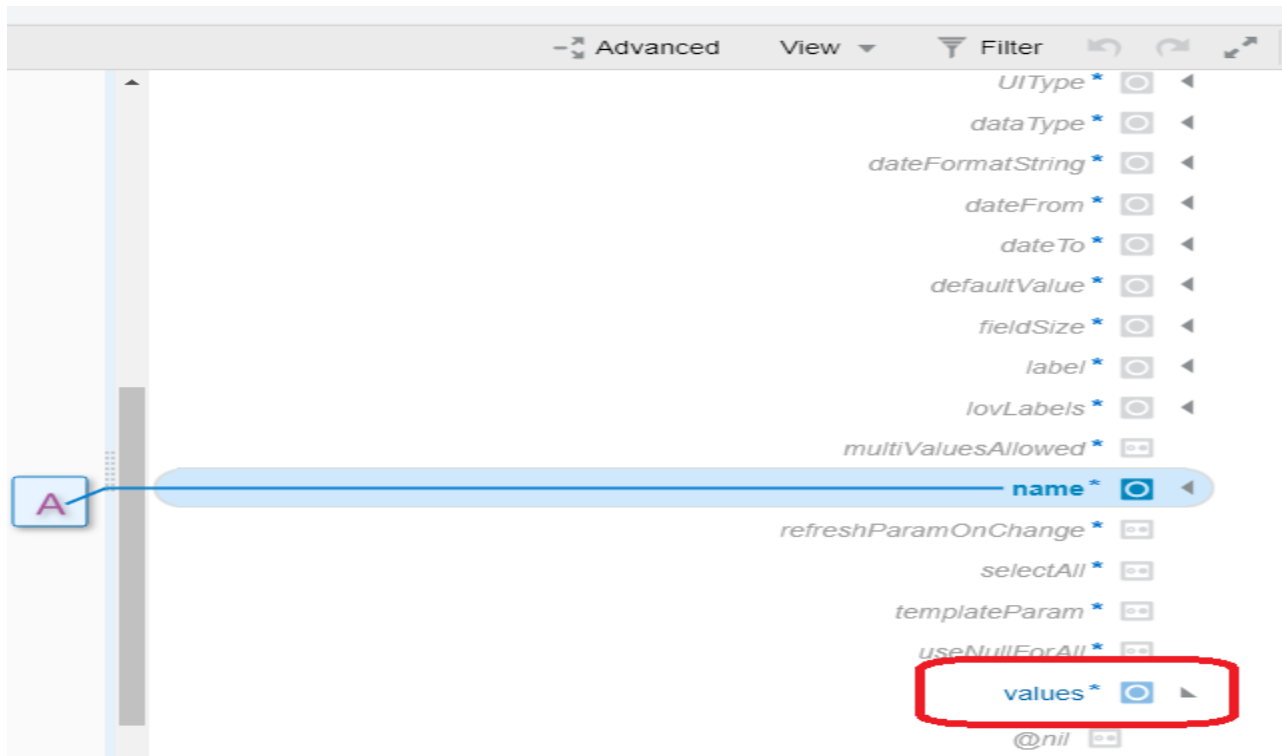 Advanced View Filter
UIType*
dataType*
dateFormatString*
dateFrom*
dateTo*
defaultValue*
fieldSize*
label*
lovLabels*
multiValuesAllowed*
A name*
refreshParamOnChange*
selectAll*
templateParam*
useNullForAll*
values*
@nil